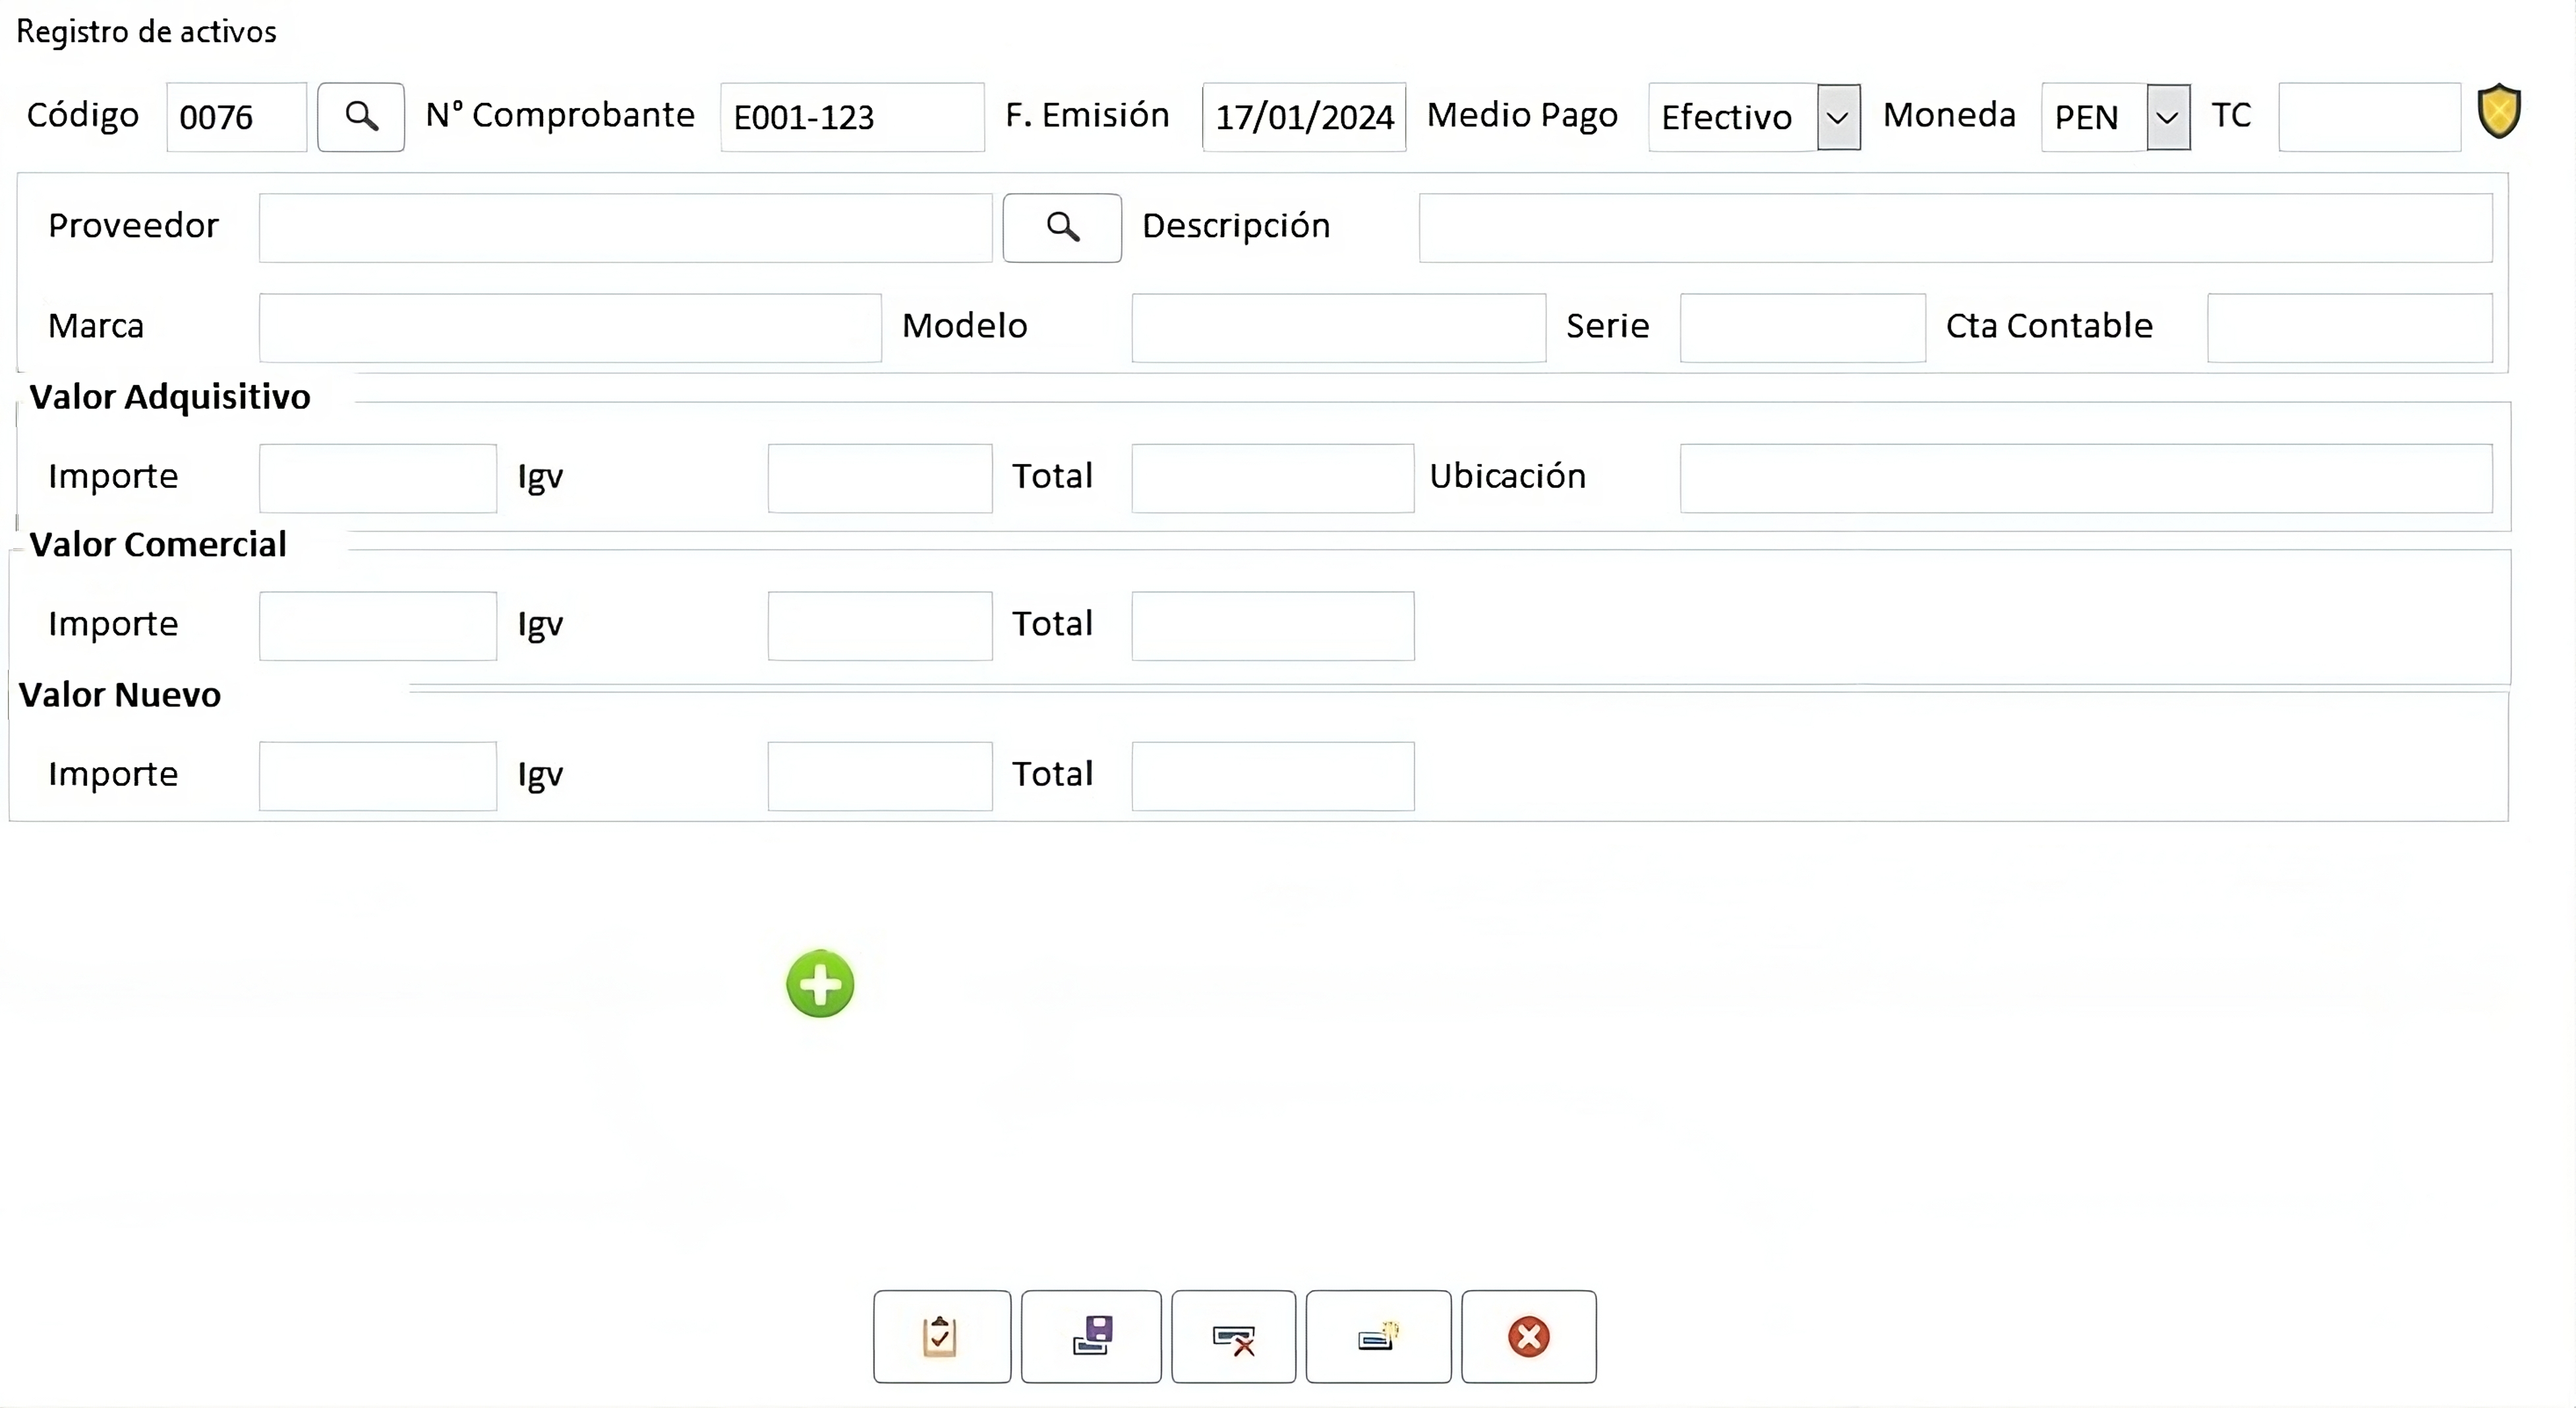 Registro de activos
Código 0076 N° Comprobante E001-123 F. Emisión 17/01/2024 Medio Pago Efectivo Moneda PEN TC
Proveedor Descripción
Marca Modelo Serie Cta Contable
Valor Adquisitivo
Importe Igv Total Ubicación
Valor Comercial
Importe Igv Total
Valor Nuevo
Importe Igv Total